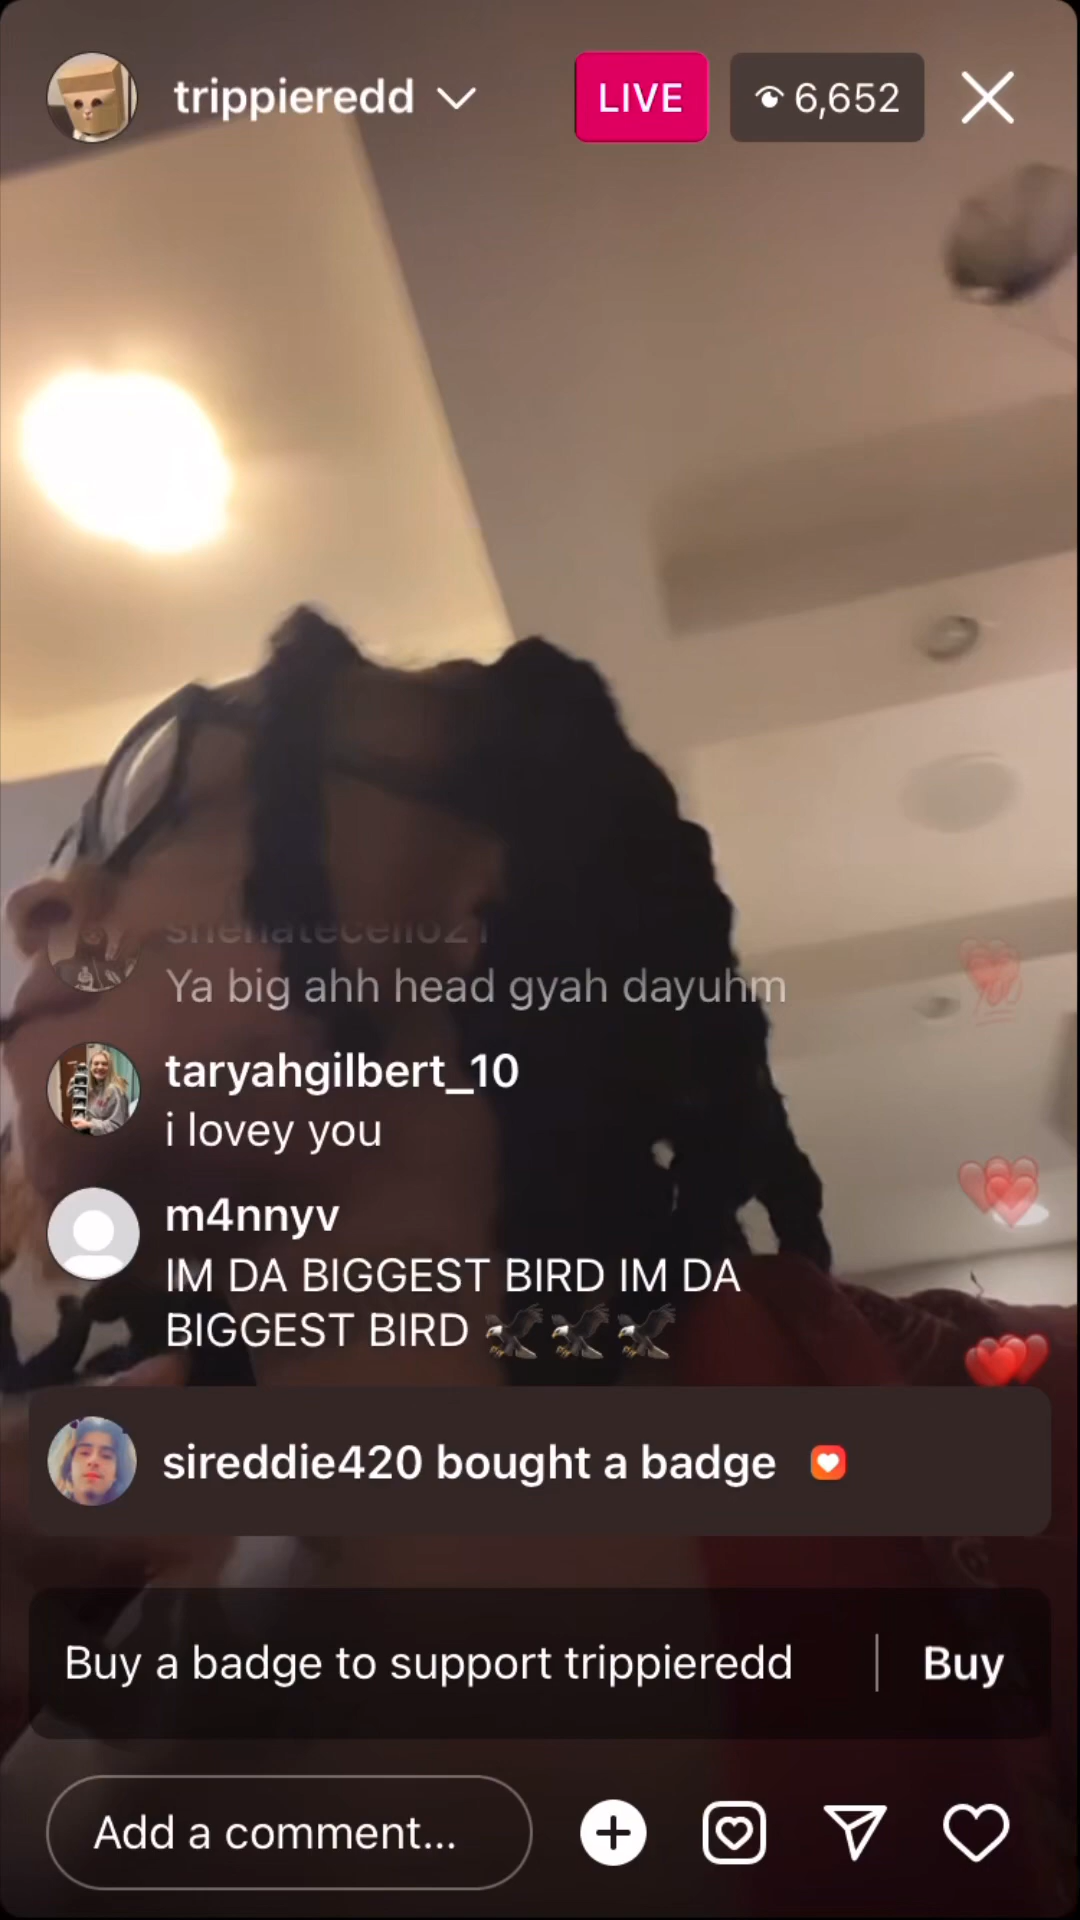 trippieredd
LIVE
6,652
Ya big ahh head gyah dayuhm
taryahgilbert_10
i lovey you
m4nnyv
IM DA BIGGEST BIRD IM DA
BIGGEST BIRD 🦅🦅🦅
sireddie420 bought a badge
Buy a badge to support trippieredd
Buy
Add a comment...